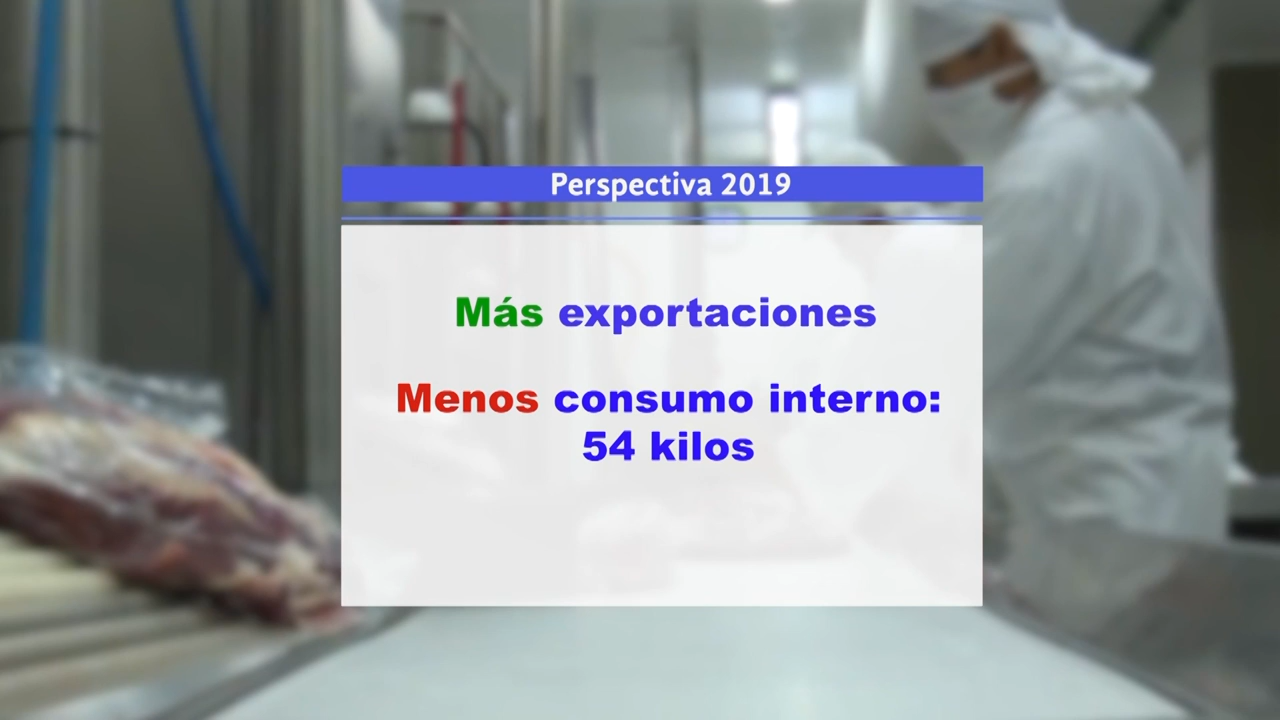 Perspectiva 2019
Más exportaciones
Menos consumo interno:
54 kilos